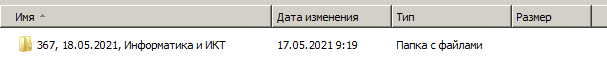 Имя Дата изменения Тип Размер
367, 18.05.2021, Информатика и ИКТ 17.05.2021 9:19 Папка с файлами